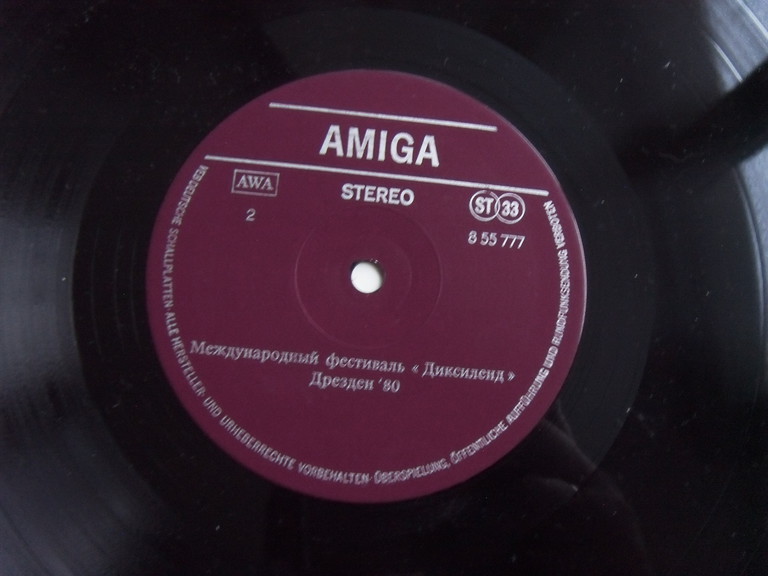 AMIGA
AWA
STEREO
ST 33
2
8 55 777
Международный фестиваль « Диксиленд »
Дрезден '80
VEB DEUTSCHE SCHALLPLATTEN · ALLE HERSTELLER- UND URHEBERRECHTE VORBEHALTEN · ÜBERSPIELUNG, ÖFFENTLICHE AUFFÜHRUNG UND RUNDFUNKSENDUNG VERBOTEN